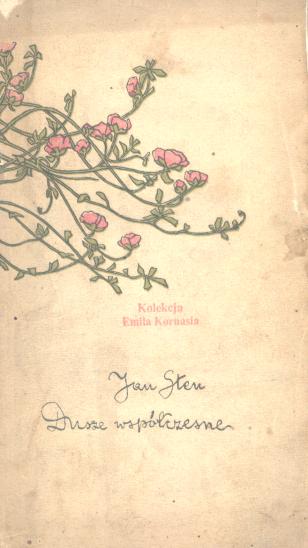 Kolekcja
Emila Kornasia
Jan Sten
Dusze współczesne